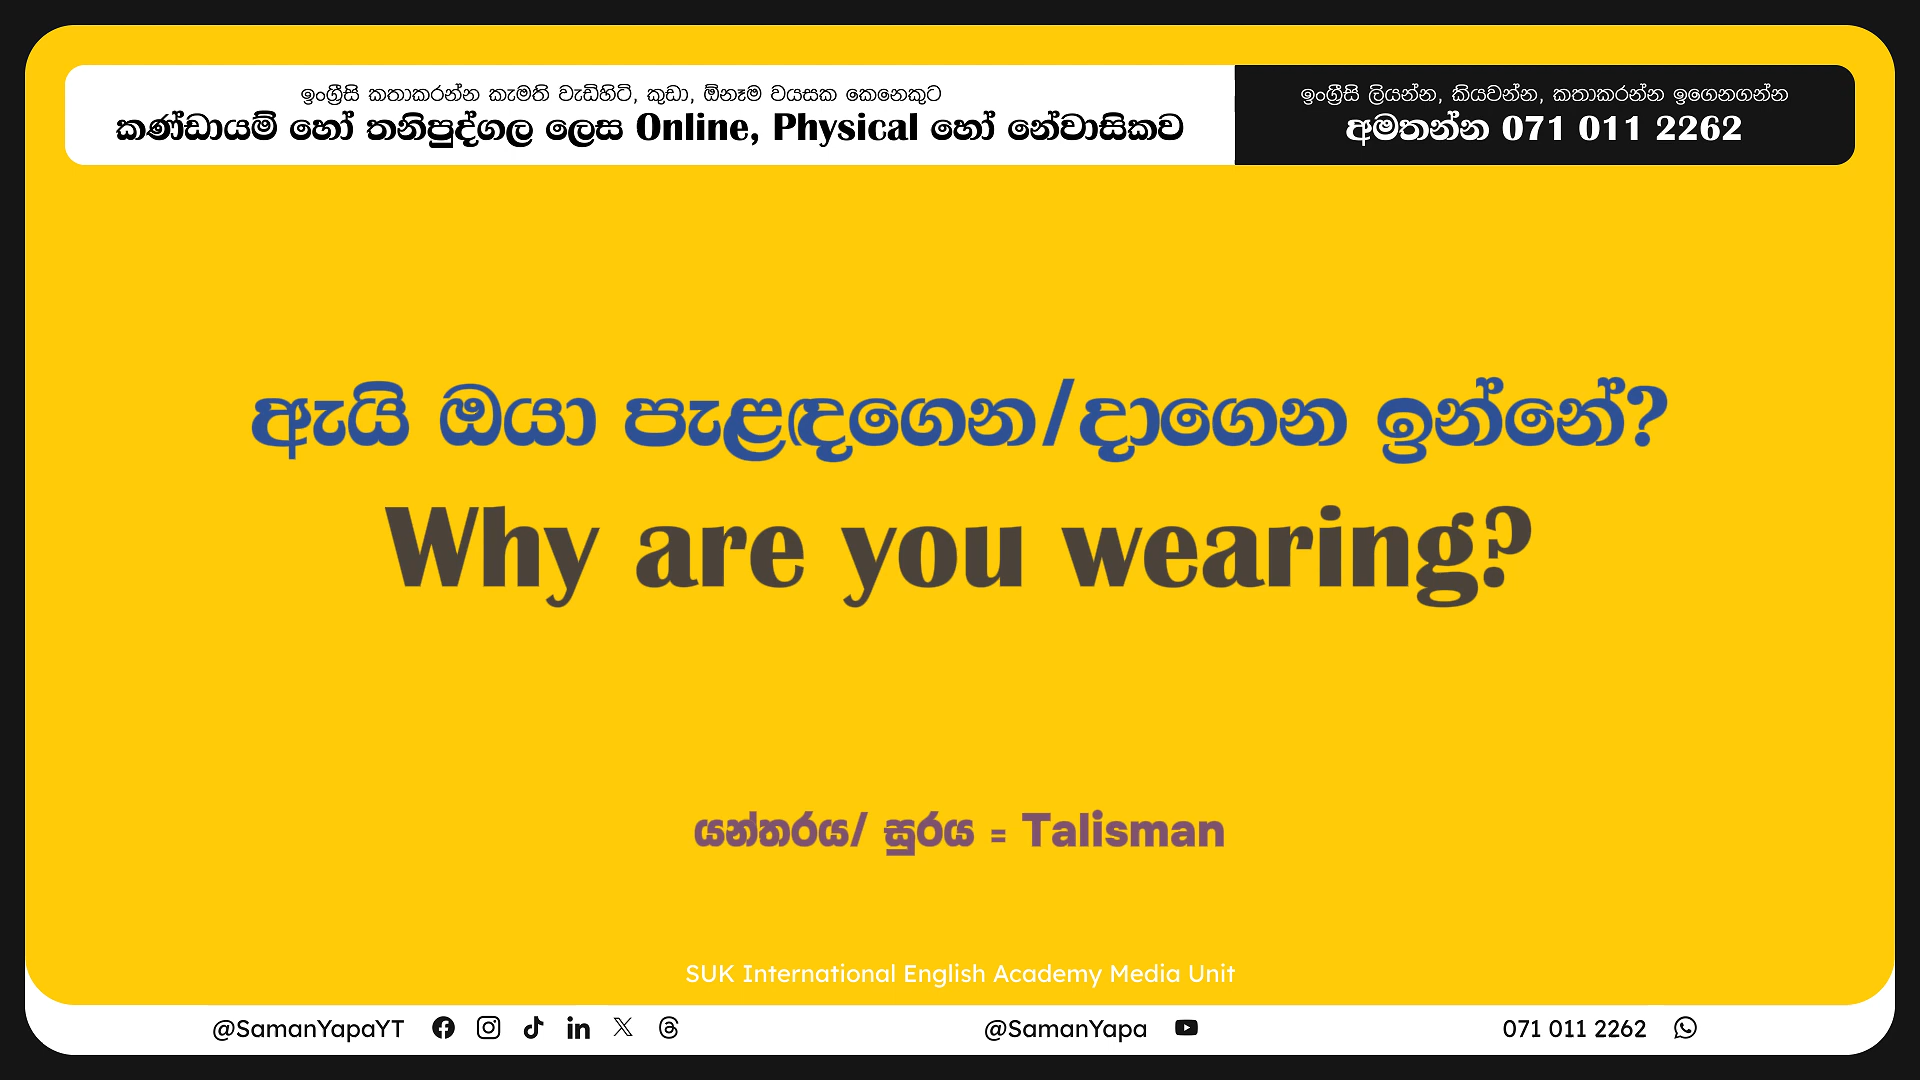 ඉංග්‍රීසි කතාකරන්න කැමති වැඩිහිටි, කුඩා, ඕනෑම වයසක කෙනෙකුට
කණ්ඩායම් හෝ තනිපුද්ගල ලෙස Online, Physical හෝ නේවාසිකව
ඉංග්‍රීසි ලියන්න, කියවන්න, කතාකරන්න ඉගෙනගන්න
අමතන්න 071 011 2262
ඇයි ඔයා පැළඳගෙන/දාගෙන ඉන්නේ?
Why are you wearing?
යන්තරය/ සුරය = Talisman
SUK International English Academy Media Unit
@SamanYapaYT
@SamanYapa
071 011 2262